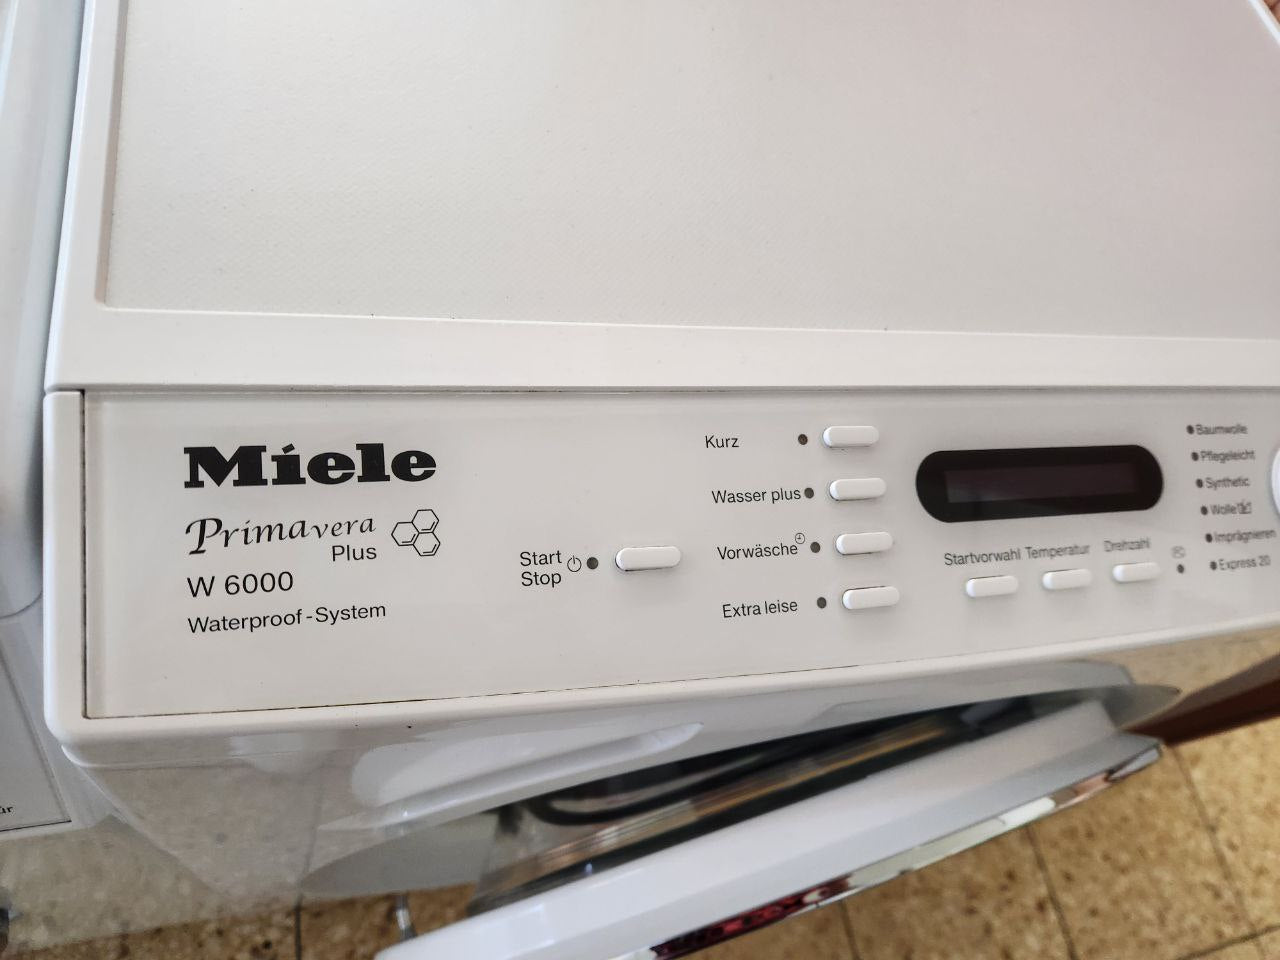 Miele
Primavera
Plus
W 6000
Waterproof-System
Start
Stop
Kurz
Wasser plus
Vorwäsche
Extra leise
Startvorwahl Temperatur Drehzahl
Baumwolle
Pflegeleicht
Synthetic
Wolle
Imprägnieren
Express 20